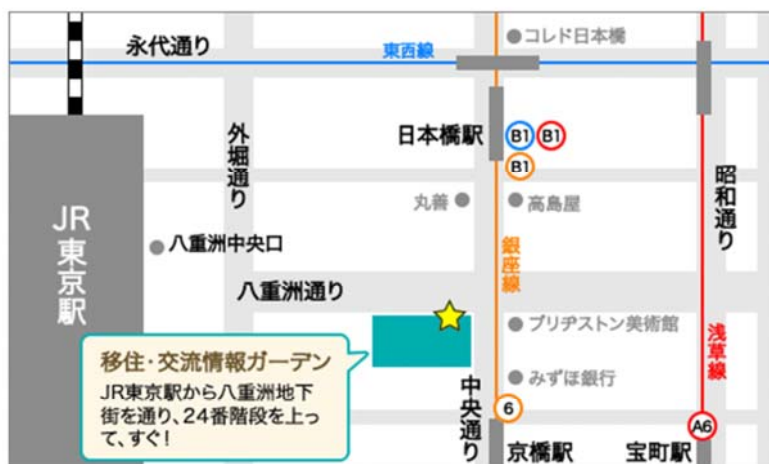 コレド日本橋
永代通り
東西線
外堀通り
日本橋駅
B1
B1
B1
昭和通り
丸善
高島屋
JR東京駅
八重洲中央口
銀座線
八重洲通り
ブリヂストン美術館
浅草線
移住・交流情報ガーデン
JR東京駅から八重洲地下
街を通り、24番階段を上っ
て、すぐ!
みずほ銀行
中央通り
6
A6
京橋駅
宝町駅